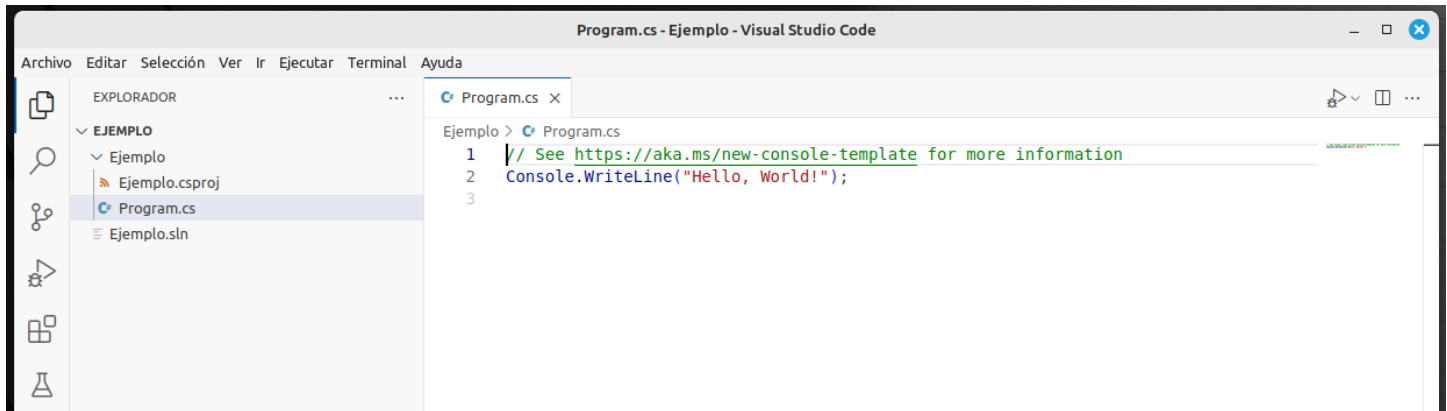 Program.cs - Ejemplo - Visual Studio Code
Archivo Editar Selección Ver Ir Ejecutar Terminal Ayuda
EXPLORADOR
EJEMPLO
Ejemplo
Ejemplo.csproj
Program.cs
Ejemplo.sln
Program.cs
Ejemplo > Program.cs
1 // See https://aka.ms/new-console-template for more information
2 Console.WriteLine("Hello, World!");
3